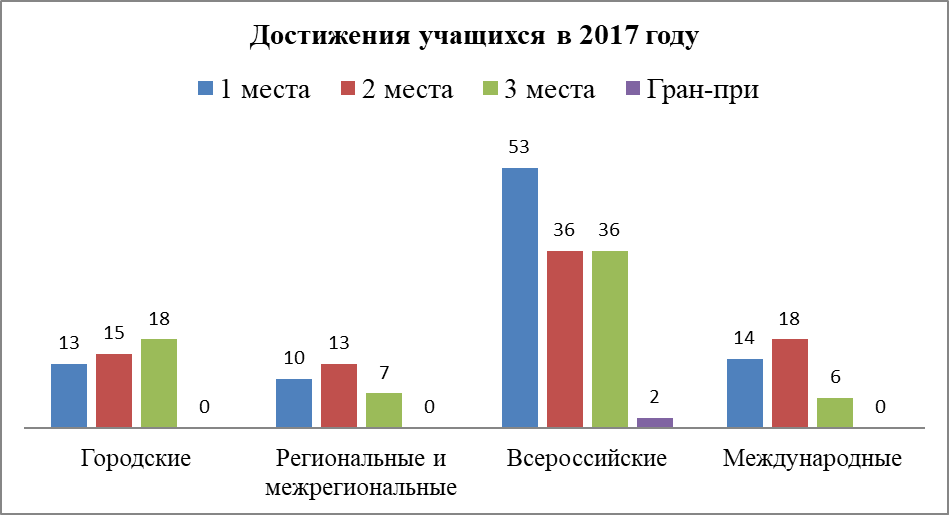 Достижения учащихся в 2017 году
1 места 2 места 3 места Гран-при
13 15 18 0
10 13 7 0
53 36 36 2
14 18 6 0
Городские
Региональные и
межрегиональные
Всероссийские
Международные